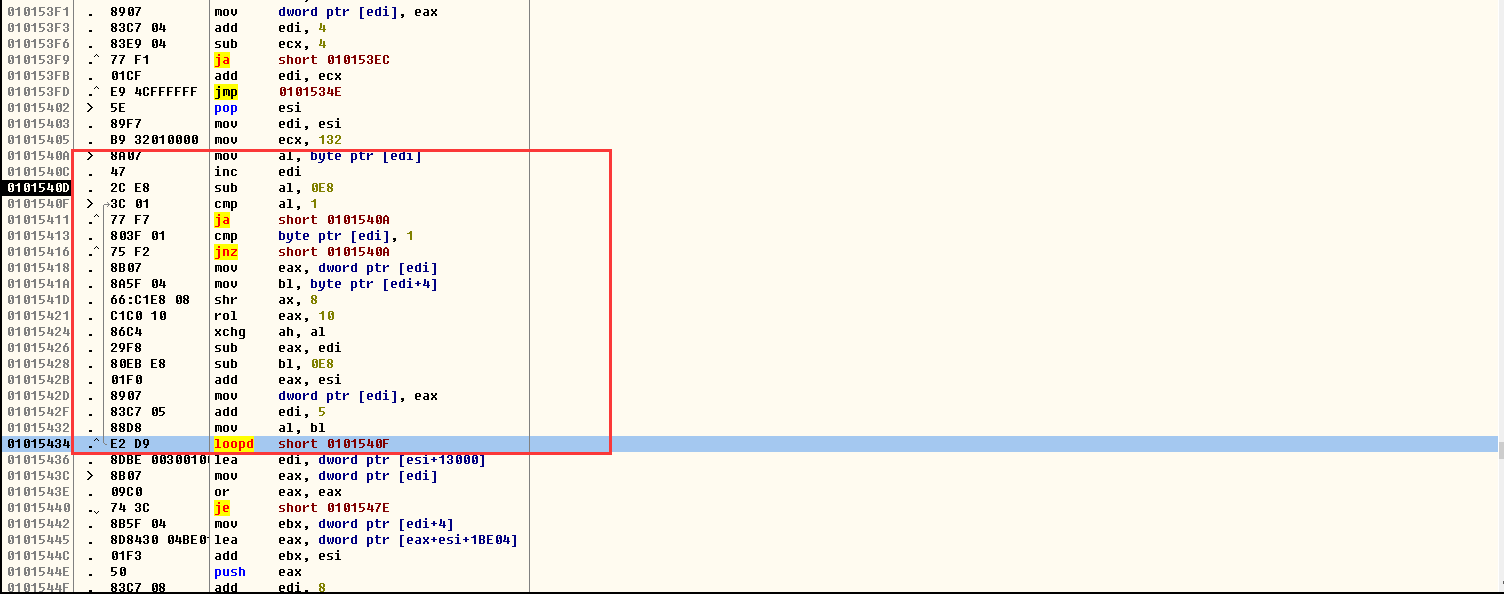 010153F1 . 8907 mov dword ptr [edi], eax
010153F3 . 83C7 04 add edi, 4
010153F6 . 83E9 04 sub ecx, 4
010153F9 .^ 77 F1 ja short 010153EC
010153FB . 01CF add edi, ecx
010153FD .^ E9 4CFFFFFF jmp 0101534E
01015402 > 5E pop esi
01015403 . 89F7 mov edi, esi
01015405 . B9 32010000 mov ecx, 132
0101540A > 8A07 mov al, byte ptr [edi]
0101540C . 47 inc edi
0101540D . 2C E8 sub al, 0E8
0101540F > 3C 01 cmp al, 1
01015411 .^ 77 F7 ja short 0101540A
01015413 . 803F 01 cmp byte ptr [edi], 1
01015416 .^ 75 F2 jnz short 0101540A
01015418 . 8B07 mov eax, dword ptr [edi]
0101541A . 8A5F 04 mov bl, byte ptr [edi+4]
0101541D . 66:C1E8 08 shr ax, 8
01015421 . C1C0 10 rol eax, 10
01015424 . 86C4 xchg ah, al
01015426 . 29F8 sub eax, edi
01015428 . 80EB E8 sub bl, 0E8
0101542B . 01F0 add eax, esi
0101542D . 8907 mov dword ptr [edi], eax
0101542F . 83C7 05 add edi, 5
01015432 . 88D8 mov al, bl
01015434 .^ E2 D9 loopd short 0101540F
01015436 . 8DBE 0030010 lea edi, dword ptr [esi+13000]
0101543C > 8B07 mov eax, dword ptr [edi]
0101543E . 09C0 or eax, eax
01015440 .v 74 3C je short 0101547E
01015442 . 8B5F 04 mov ebx, dword ptr [edi+4]
01015445 . 8D8430 04BE0 lea eax, dword ptr [eax+esi+1BE04]
0101544C . 01F3 add ebx, esi
0101544E . 50 push eax
0101544F . 83C7 08 add edi, 8